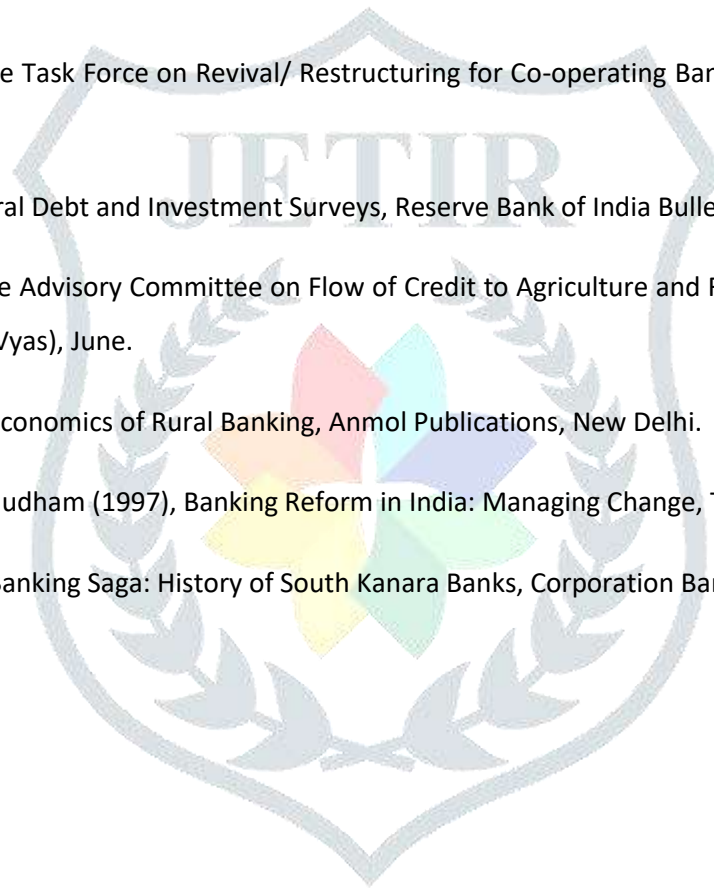 e Task Force on Revival/ Restructuring for Co-operating Ban
JETIR
ral Debt and Investment Surveys, Reserve Bank of India Bulle
e Advisory Committee on Flow of Credit to Agriculture and
Vyas), June.
conomics of Rural Banking, Anmol Publications, New Delhi.
udham (1997), Banking Reform in India: Managing Change,
Banking Saga: History of South Kanara Banks, Corporation Ba